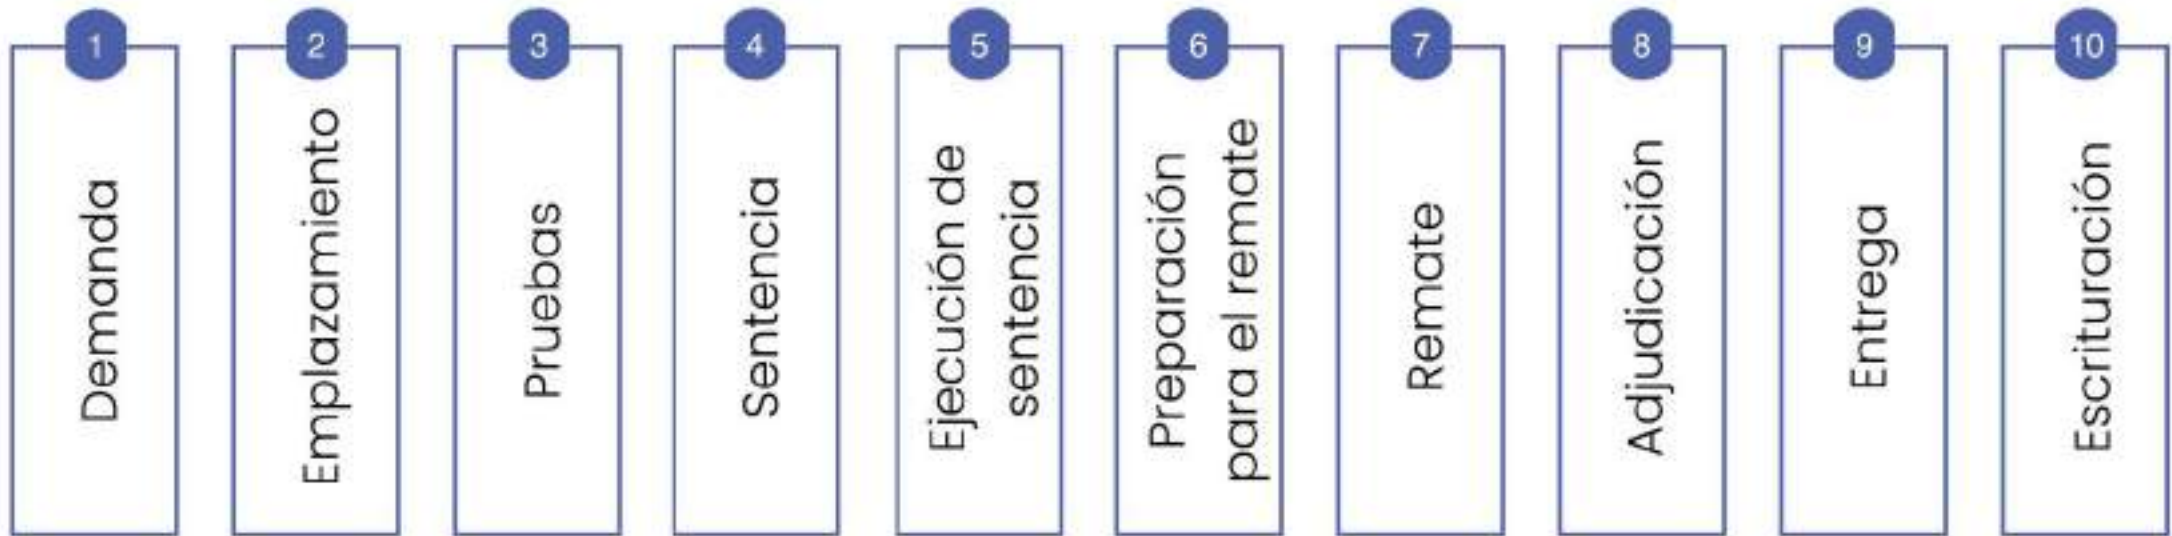 1
Demanda
2
Emplazamiento
3
Pruebas
4
Sentencia
5
Ejecución de
sentencia
6
Preparación
para el remate
7
Remate
8
Adjudicación
9
Entrega
10
Escrituración